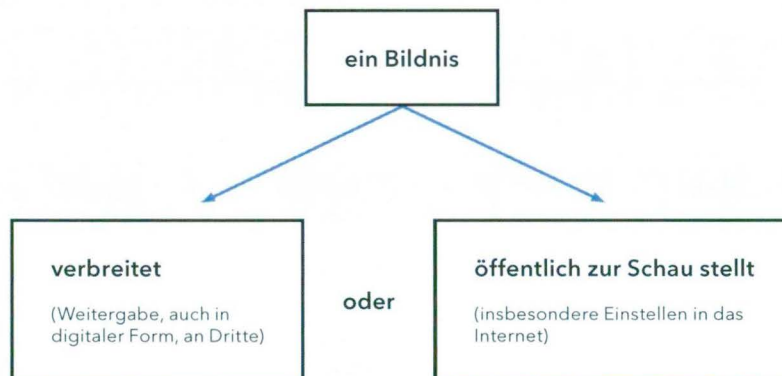 ein Bildnis
verbreitet
(Weitergabe, auch in
digitaler Form, an Dritte)
oder
öffentlich zur Schau stellt
(insbesondere Einstellen in das
Internet)